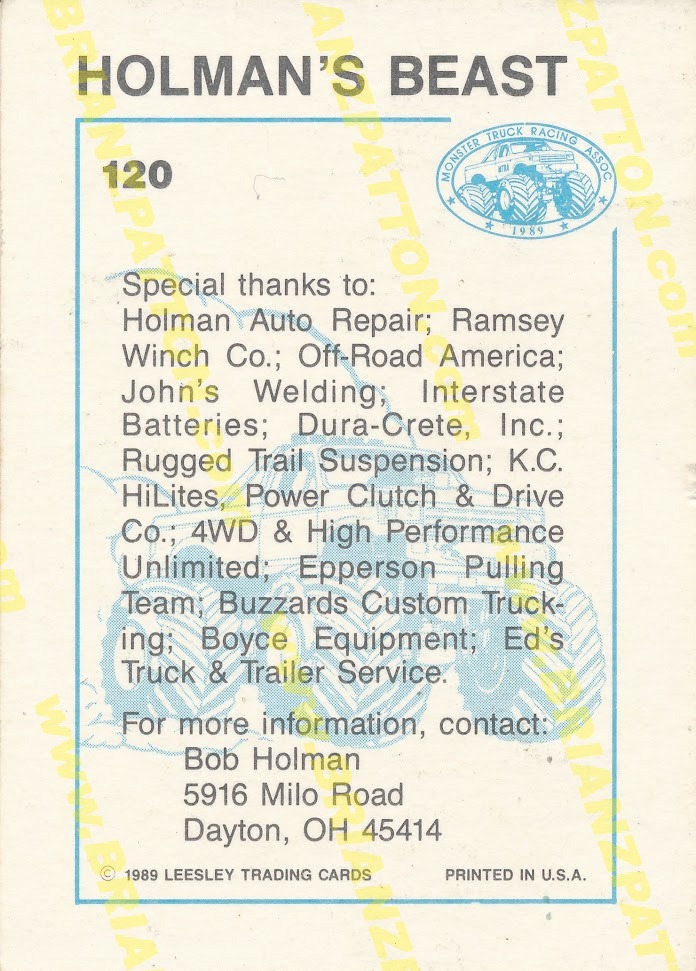 HOLMAN'S BEAST
120
MONSTER TRUCK RACING ASSOC.
1989
Special thanks to:
Holman Auto Repair; Ramsey
Winch Co.; Off-Road America;
John's Welding; Interstate
Batteries; Dura-Crete, Inc.;
Rugged Trail Suspension; K.C.
HiLites, Power Clutch & Drive
Co.; 4WD & High Performance
Unlimited; Epperson Pulling
Team; Buzzards Custom Truck-
ing; Boyce Equipment; Ed's
Truck & Trailer Service.
For more information, contact:
Bob Holman
5916 Milo Road
Dayton, OH 45414
© 1989 LEESLEY TRADING CARDS PRINTED IN U.S.A.
www.BRIANZPATTON.com